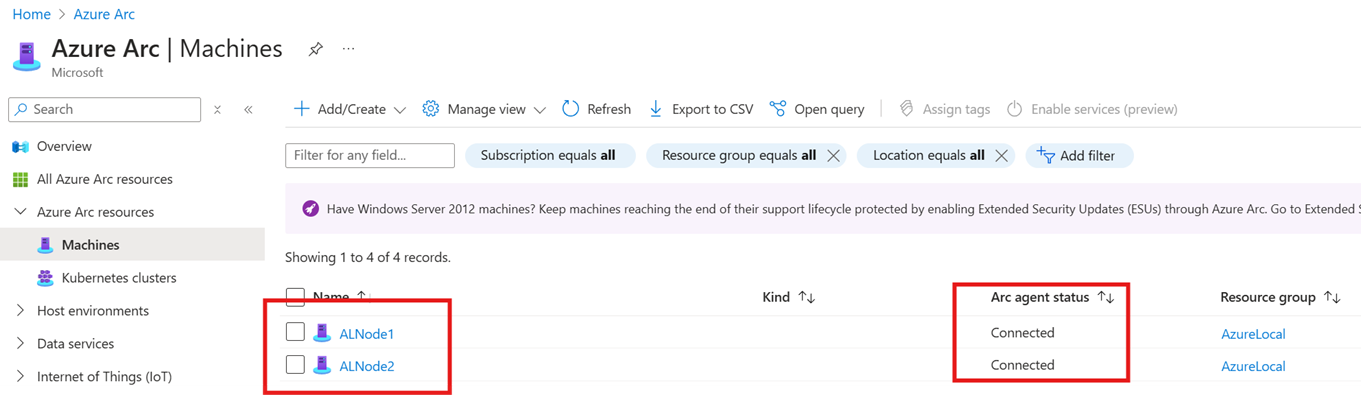 Home > Azure Arc
Azure Arc | Machines
Microsoft
Search
Add/Create Manage view Refresh Export to CSV Open query Assign tags Enable services (preview)
Overview
All Azure Arc resources
Azure Arc resources
Machines
Kubernetes clusters
Host environments
Data services
Internet of Things (IoT)
Filter for any field... Subscription equals all Resource group equals all Location equals all Add filter
Have Windows Server 2012 machines? Keep machines reaching the end of their support lifecycle protected by enabling Extended Security Updates (ESUs) through Azure Arc. Go to Extended S
Showing 1 to 4 of 4 records.
Name Kind Arc agent status Resource group
ALNode1 Connected AzureLocal
ALNode2 Connected AzureLocal